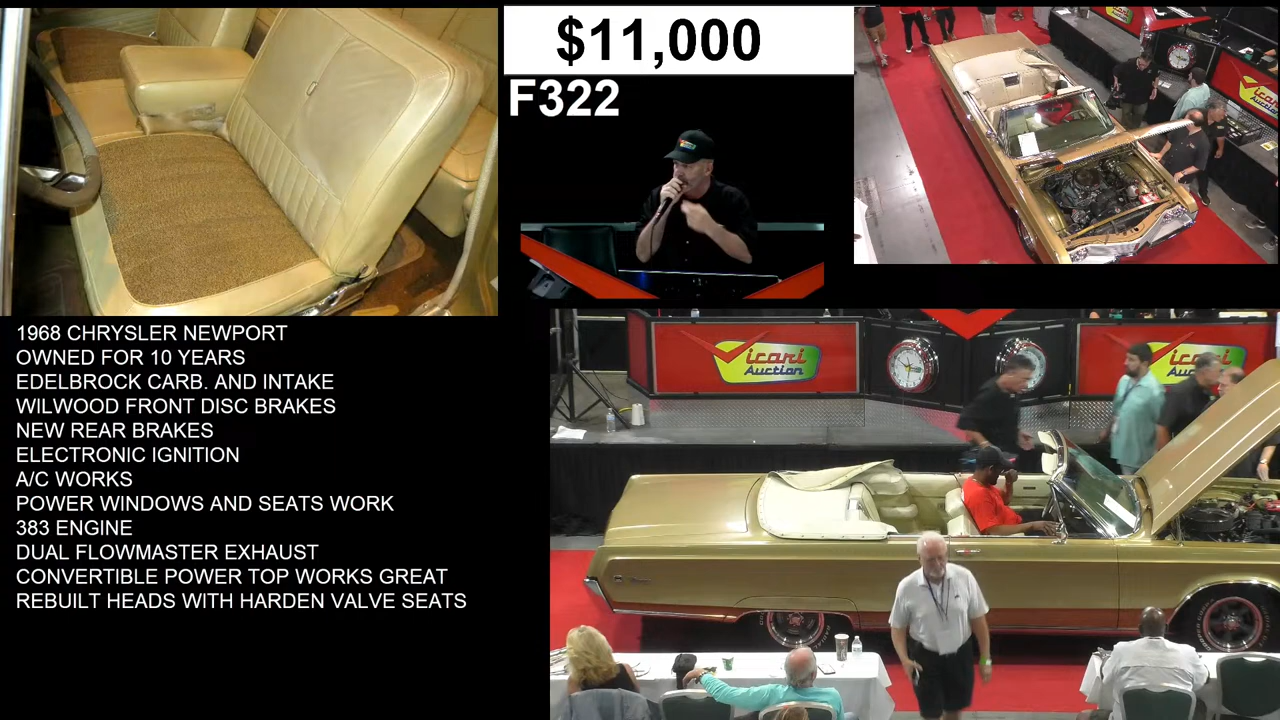 $11,000
F322
1968 CHRYSLER NEWPORT
OWNED FOR 10 YEARS
EDELBROCK CARB. AND INTAKE
WILWOOD FRONT DISC BRAKES
NEW REAR BRAKES
ELECTRONIC IGNITION
A/C WORKS
POWER WINDOWS AND SEATS WORK
383 ENGINE
DUAL FLOWMASTER EXHAUST
CONVERTIBLE POWER TOP WORKS GREAT
REBUILT HEADS WITH HARDEN VALVE SEATS
Vicari
Auction
Vicari
Auction